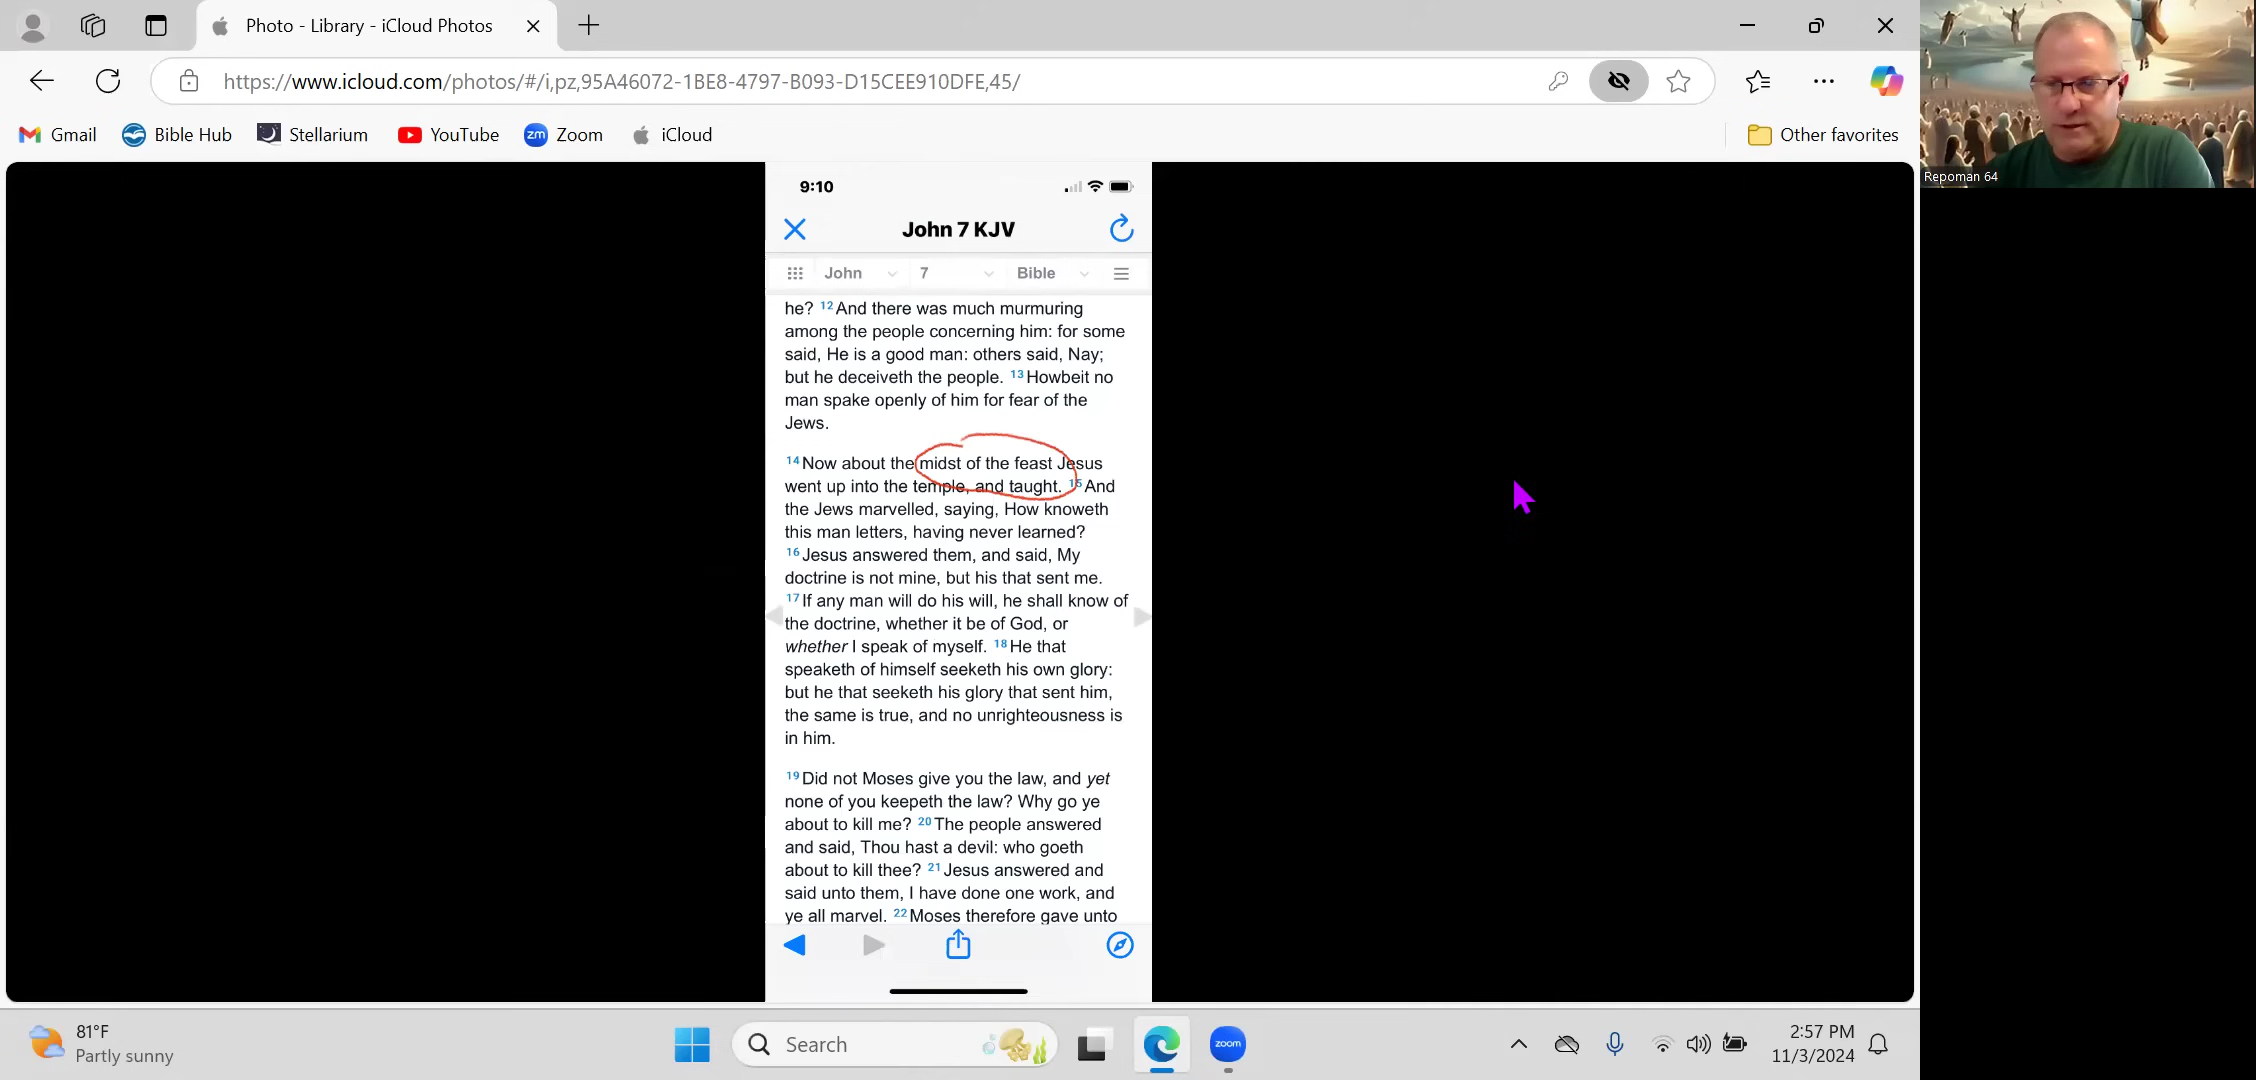 Photo - Library - iCloud Photos
https://www.icloud.com/photos/#/i,pz,95A46072-1BE8-4797-B093-D15CEE910DFE,45/
Gmail
Bible Hub
Stellarium
YouTube
zm
Zoom
iCloud
Other favorites
Repoman 64
9:10
John 7 KJV
John 7 Bible
he? 12 And there was much murmuring
among the people concerning him: for some
said, He is a good man: others said, Nay;
but he deceiveth the people. 13 Howbeit no
man spake openly of him for fear of the
Jews.
14 Now about the midst of the feast Jesus
went up into the temple, and taught. 15 And
the Jews marvelled, saying, How knoweth
this man letters, having never learned?
16 Jesus answered them, and said, My
doctrine is not mine, but his that sent me.
17 If any man will do his will, he shall know of
the doctrine, whether it be of God, or
whether I speak of myself. 18 He that
speaketh of himself seeketh his own glory:
but he that seeketh his glory that sent him,
the same is true, and no unrighteousness is
in him.
19 Did not Moses give you the law, and yet
none of you keepeth the law? Why go ye
about to kill me? 20 The people answered
and said, Thou hast a devil: who goeth
about to kill thee? 21 Jesus answered and
said unto them, I have done one work, and
ye all marvel. 22 Moses therefore gave unto
81°F
Partly sunny
Search
zoom
2:57 PM
11/3/2024